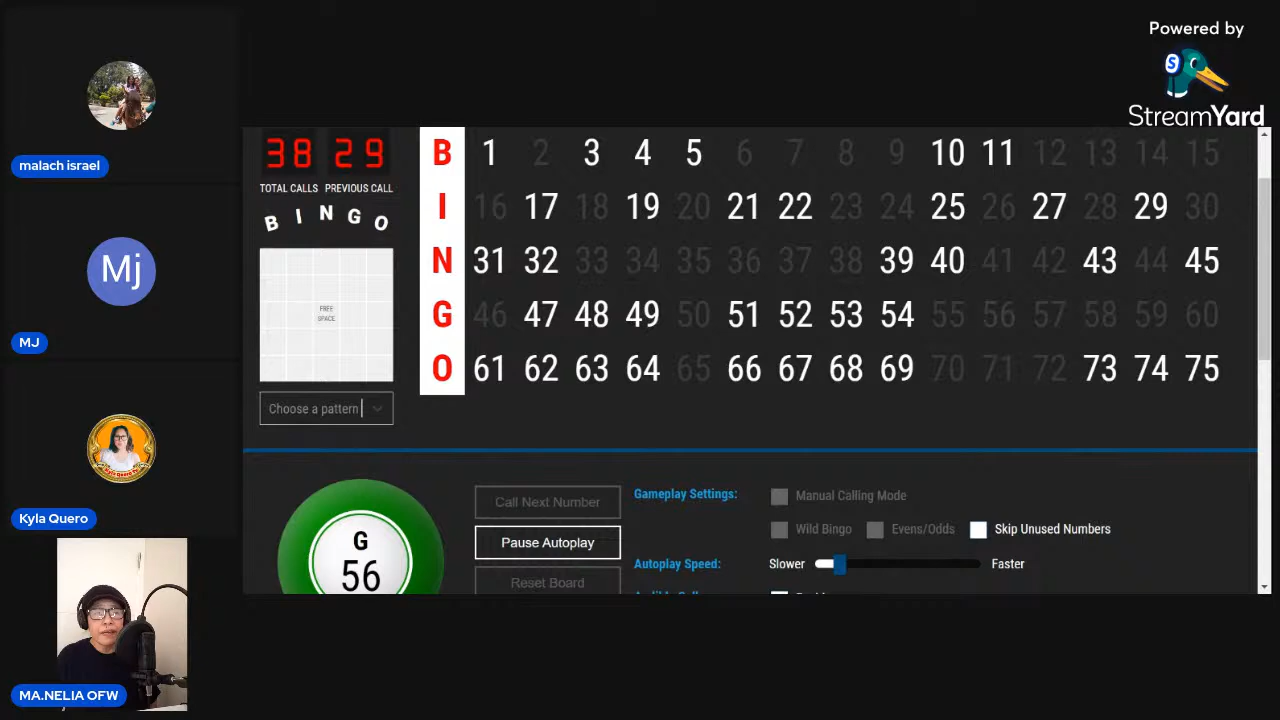 Powered by
S
StreamYard
malach israel
Mj
MJ
Kyla Quero
MA.NELIA OFW
38 29
TOTAL CALLS PREVIOUS CALL
B I N G O
FREE
SPACE
Choose a pattern
B 1 2 3 4 5 6 7 8 9 10 11 12 13 14 15
I 16 17 18 19 20 21 22 23 24 25 26 27 28 29 30
N 31 32 33 34 35 36 37 38 39 40 41 42 43 44 45
G 46 47 48 49 50 51 52 53 54 55 56 57 58 59 60
O 61 62 63 64 65 66 67 68 69 70 71 72 73 74 75
G
56
Call Next Number
Pause Autoplay
Reset Board
Gameplay Settings:
Manual Calling Mode
Wild Bingo Evens/Odds Skip Unused Numbers
Autoplay Speed:
Slower Faster